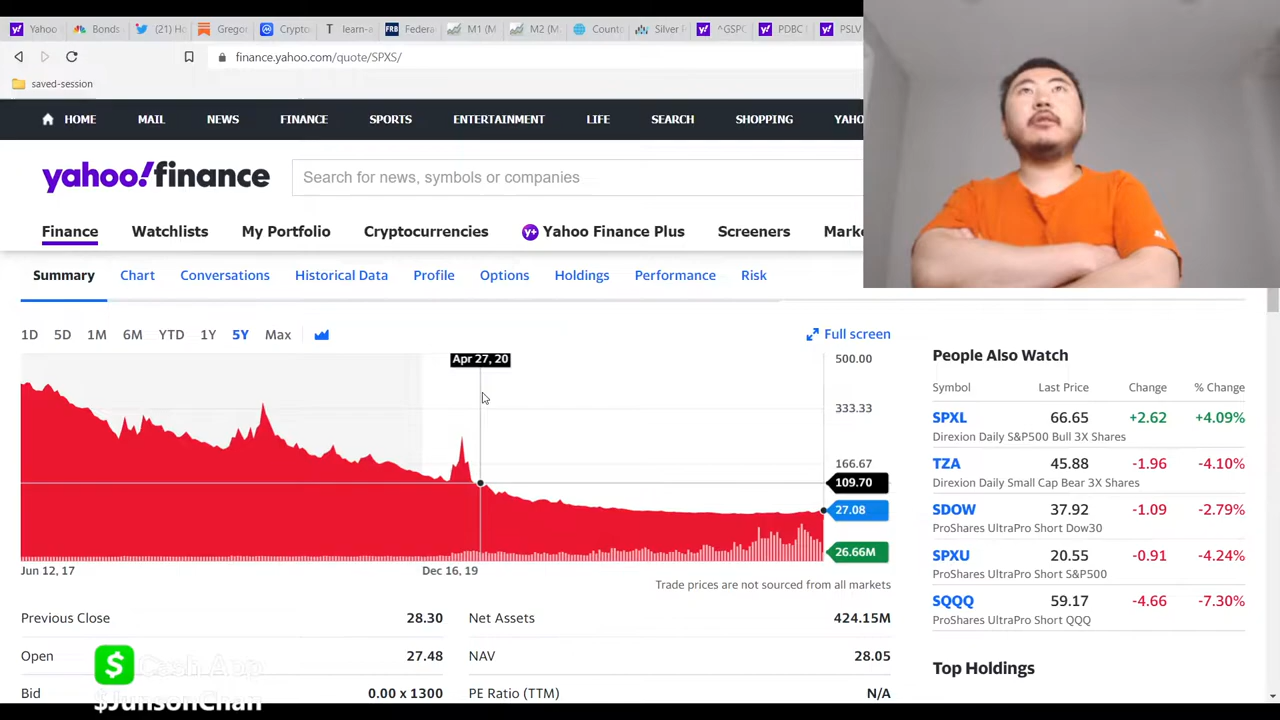 Yahoo Bonds (21) Ho Grego Crypto learn- FRB Federa M1 (M M2 (M Counto Silver P ^GSPC PDBC PSLV
finance.yahoo.com/quote/SPXS/
saved-session
HOME MAIL NEWS FINANCE SPORTS ENTERTAINMENT LIFE SEARCH SHOPPING YAHO
yahoo!finance
Search for news, symbols or companies
Finance Watchlists My Portfolio Cryptocurrencies Y+ Yahoo Finance Plus Screeners Marke
Summary Chart Conversations Historical Data Profile Options Holdings Performance Risk
1D 5D 1M 6M YTD 1Y 5Y Max
Full screen
Apr 27, 20
500.00
333.33
166.67
109.70
27.08
26.66M
Jun 12, 17 Dec 16, 19
Trade prices are not sourced from all markets
Previous Close 28.30
Open 27.48
Bid 0.00 x 1300
Net Assets 424.15M
NAV 28.05
PE Ratio (TTM) N/A
People Also Watch
Symbol Last Price Change % Change
SPXL 66.65 +2.62 +4.09%
Direxion Daily S&P500 Bull 3X Shares
TZA 45.88 -1.96 -4.10%
Direxion Daily Small Cap Bear 3X Shares
SDOW 37.92 -1.09 -2.79%
ProShares UltraPro Short Dow30
SPXU 20.55 -0.91 -4.24%
ProShares UltraPro Short S&P500
SQQQ 59.17 -4.66 -7.30%
ProShares UltraPro Short QQQ
Top Holdings
$ Cash App
$JunsonChan